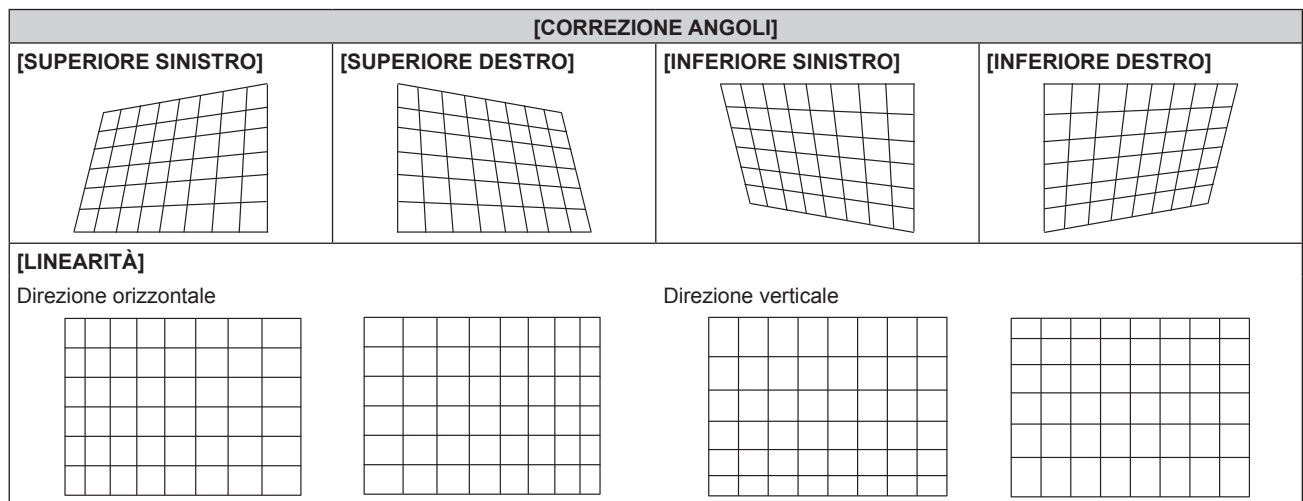 [CORREZIONE ANGOLI]
[SUPERIORE SINISTRO]
[SUPERIORE DESTRO]
[INFERIORE SINISTRO]
[INFERIORE DESTRO]
[LINEARITÀ]
Direzione orizzontale
Direzione verticale